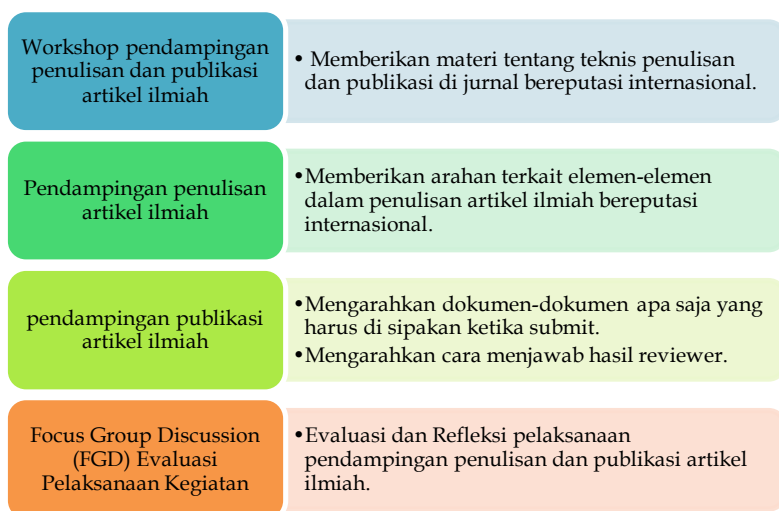 Workshop pendampingan
penulisan dan publikasi
artikel ilmiah
• Memberikan materi tentang teknis penulisan
dan publikasi di jurnal bereputasi internasional.
Pendampingan penulisan
artikel ilmiah
•Memberikan arahan terkait elemen-elemen
dalam penulisan artikel ilmiah bereputasi
internasional.
pendampingan publikasi
artikel ilmiah
•Mengarahkan dokumen-dokumen apa saja yang
harus di sipakan ketika submit.
•Mengarahkan cara menjawab hasil reviewer.
Focus Group Discussion
(FGD) Evaluasi
Pelaksanaan Kegiatan
•Evaluasi dan Refleksi pelaksanaan
pendampingan penulisan dan publikasi artikel
ilmiah.